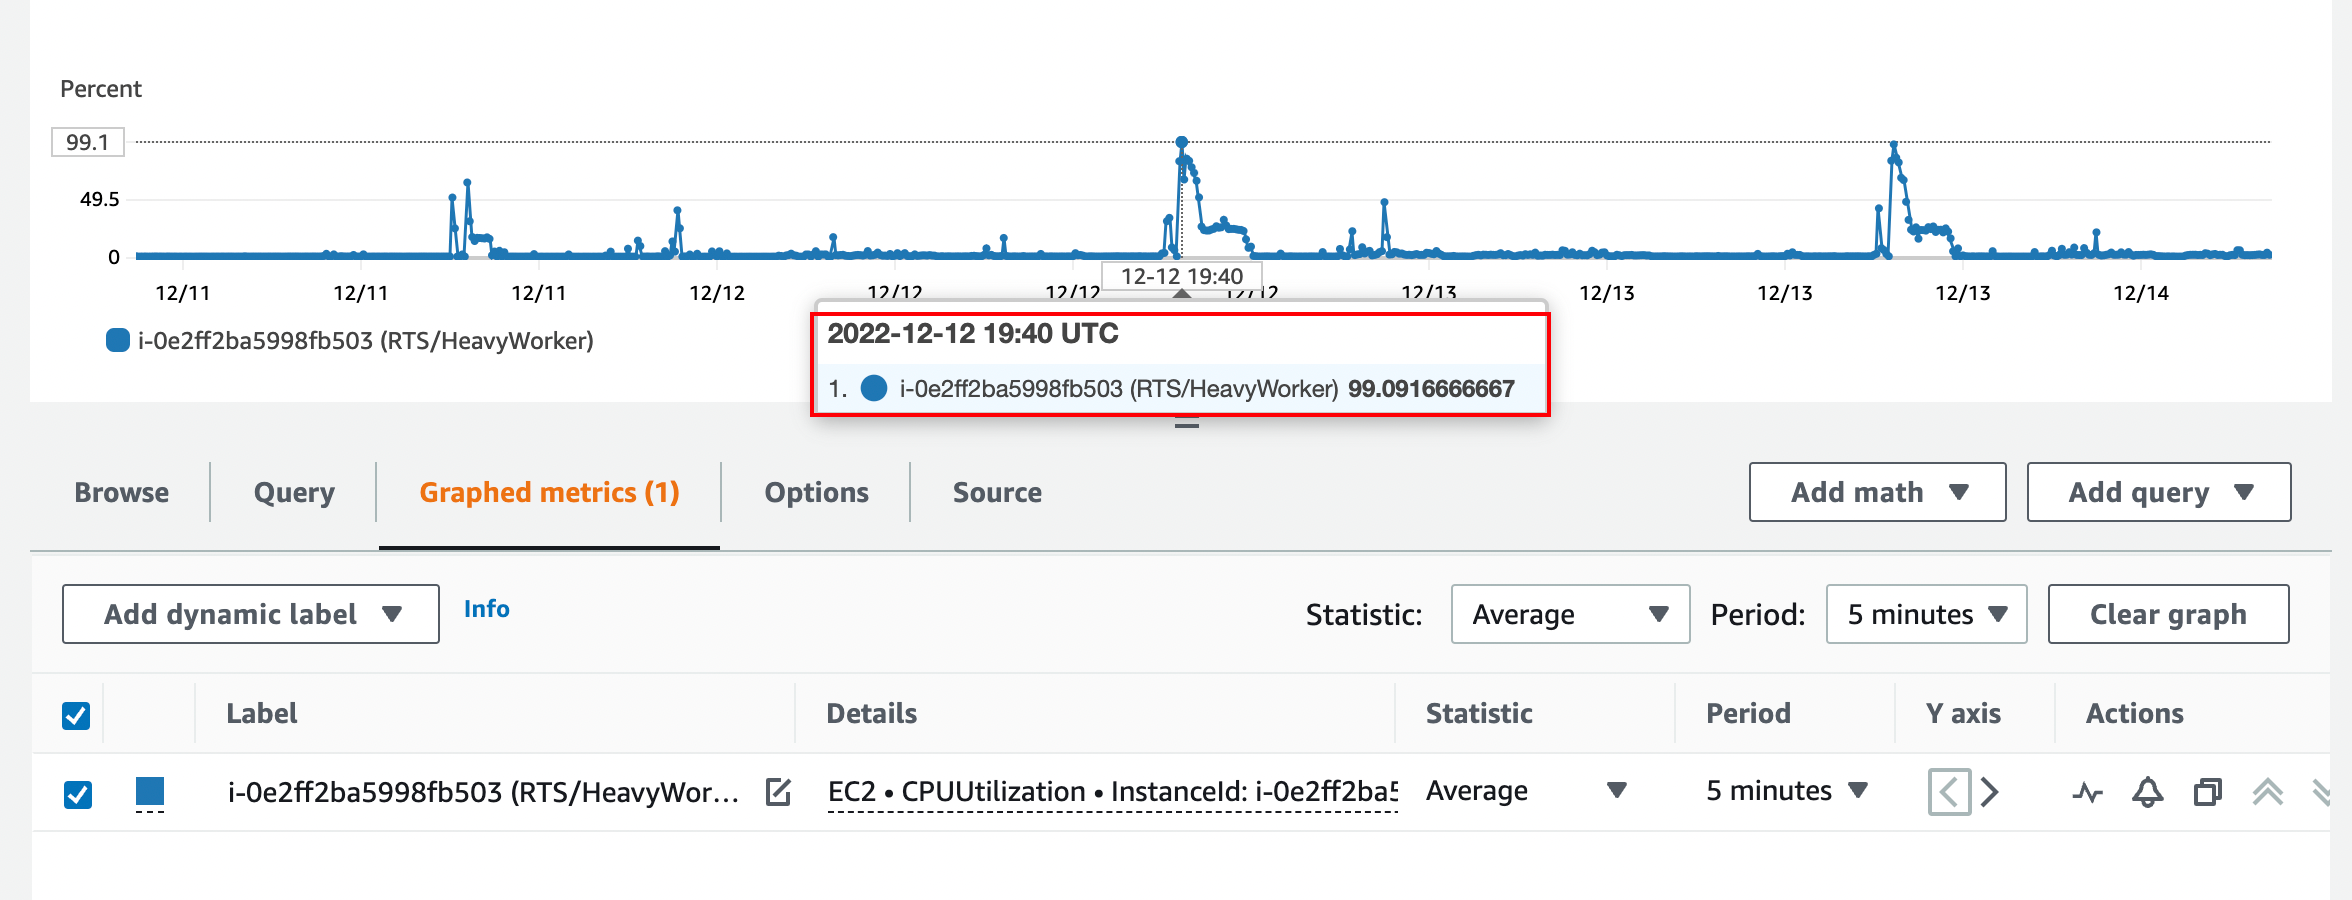 Percent
99.1
49.5
0
12-12 19:40
12/11 12/11 12/11 12/12 12/12 12/12 12/12 12/13 12/13 12/13 12/13 12/14
i-0e2ff2ba5998fb503 (RTS/HeavyWorker)
2022-12-12 19:40 UTC
1. i-0e2ff2ba5998fb503 (RTS/HeavyWorker) 99.0916666667
Browse Query Graphed metrics (1) Options Source Add math Add query
Add dynamic label Info Statistic: Average Period: 5 minutes Clear graph
Label Details Statistic Period Y axis Actions
i-0e2ff2ba5998fb503 (RTS/HeavyWor... EC2 • CPUUtilization • InstanceId: i-0e2ff2ba5 Average 5 minutes